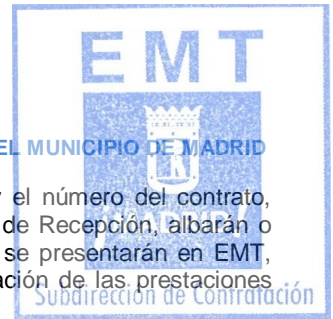 EMT
EL MUNICIPIO DE MADRID
y el número del contrato,
de Recepción, albarán o
¡MADRID!
se presentarán en EMT,
ación de las prestaciones
Subdirección de Contratación